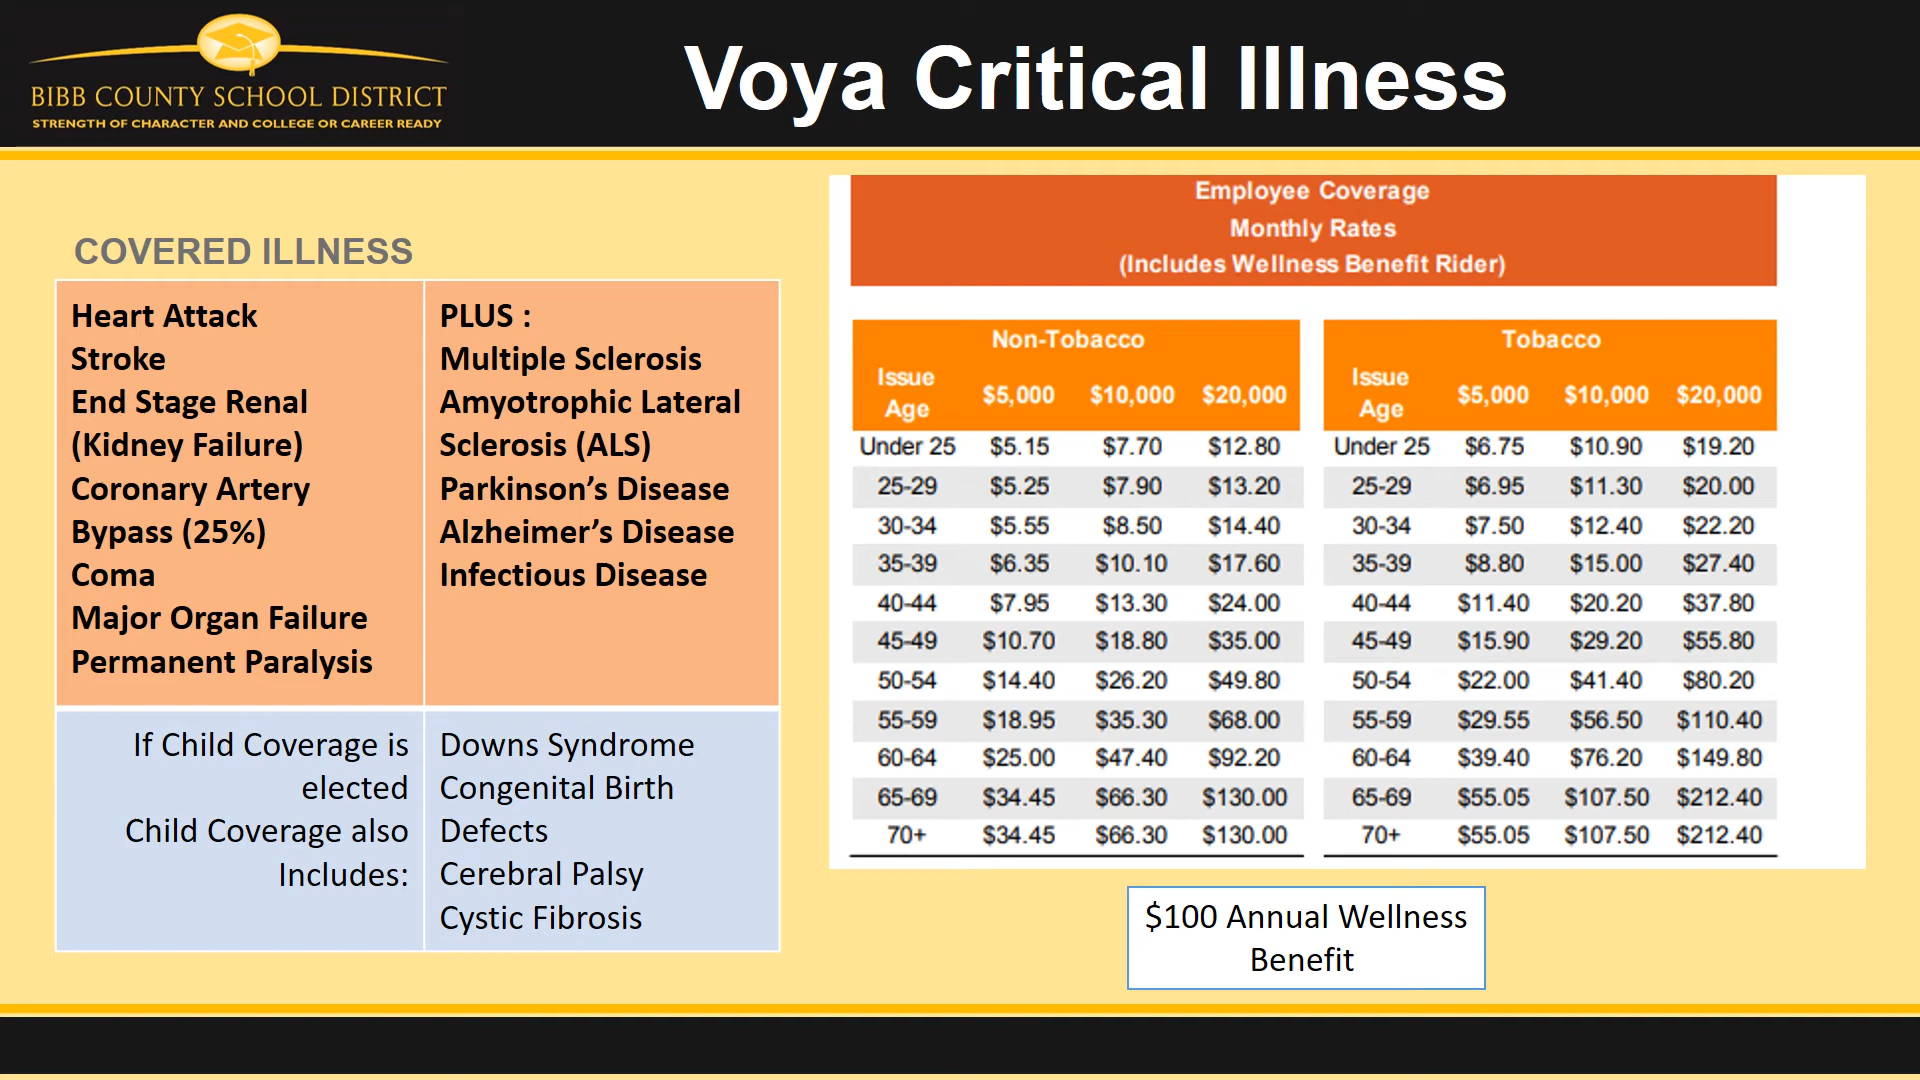 BIBB COUNTY SCHOOL DISTRICT
STRENGTH OF CHARACTER AND COLLEGE OR CAREER READY
Voya Critical Illness
COVERED ILLNESS
Heart Attack
Stroke
End Stage Renal
(Kidney Failure)
Coronary Artery
Bypass (25%)
Coma
Major Organ Failure
Permanent Paralysis
PLUS :
Multiple Sclerosis
Amyotrophic Lateral
Sclerosis (ALS)
Parkinson’s Disease
Alzheimer’s Disease
Infectious Disease
If Child Coverage is
elected
Child Coverage also
Includes:
Downs Syndrome
Congenital Birth
Defects
Cerebral Palsy
Cystic Fibrosis
Employee Coverage
Monthly Rates
(Includes Wellness Benefit Rider)
Non-Tobacco
Issue
Age $5,000 $10,000 $20,000
Under 25 $5.15 $7.70 $12.80
25-29 $5.25 $7.90 $13.20
30-34 $5.55 $8.50 $14.40
35-39 $6.35 $10.10 $17.60
40-44 $7.95 $13.30 $24.00
45-49 $10.70 $18.80 $35.00
50-54 $14.40 $26.20 $49.80
55-59 $18.95 $35.30 $68.00
60-64 $25.00 $47.40 $92.20
65-69 $34.45 $66.30 $130.00
70+ $34.45 $66.30 $130.00
Tobacco
Issue
Age $5,000 $10,000 $20,000
Under 25 $6.75 $10.90 $19.20
25-29 $6.95 $11.30 $20.00
30-34 $7.50 $12.40 $22.20
35-39 $8.80 $15.00 $27.40
40-44 $11.40 $20.20 $37.80
45-49 $15.90 $29.20 $55.80
50-54 $22.00 $41.40 $80.20
55-59 $29.55 $56.50 $110.40
60-64 $39.40 $76.20 $149.80
65-69 $55.05 $107.50 $212.40
70+ $55.05 $107.50 $212.40
$100 Annual Wellness
Benefit